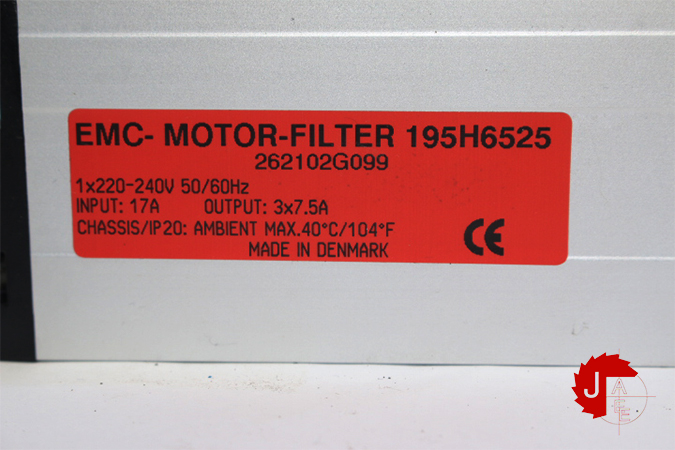 EMC- MOTOR-FILTER 195H6525
262102G099
1x220-240V 50/60Hz
INPUT: 17A OUTPUT: 3x7.5A
CHASSIS/IP20: AMBIENT MAX.40°C/104°F
MADE IN DENMARK
CE
J